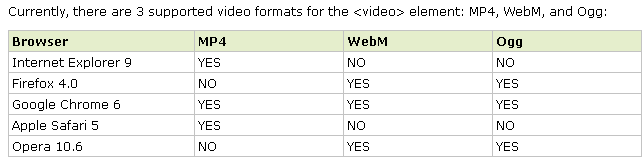 Currently, there are 3 supported video formats for the <video> element: MP4, WebM, and Ogg:
Browser MP4 WebM Ogg
Internet Explorer 9 YES NO NO
Firefox 4.0 NO YES YES
Google Chrome 6 YES YES YES
Apple Safari 5 YES NO NO
Opera 10.6 NO YES YES